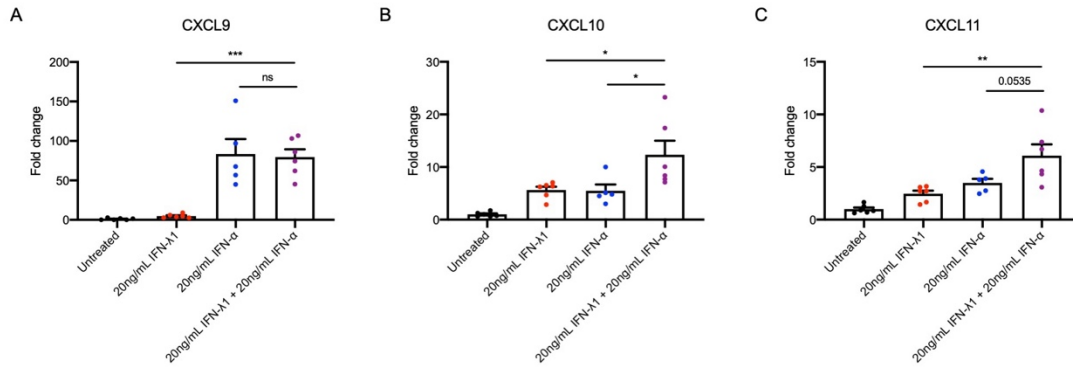 A
CXCL9
***
ns
Fold change
200
150
100
50
0
Untreated
20ng/mL IFN-λ1
20ng/mL IFN-α
20ng/mL IFN-λ1 + 20ng/mL IFN-α
B
CXCL10
*
*
Fold change
30
20
10
0
Untreated
20ng/mL IFN-λ1
20ng/mL IFN-α
20ng/mL IFN-λ1 + 20ng/mL IFN-α
C
CXCL11
**
0.0535
Fold change
15
10
5
0
Untreated
20ng/mL IFN-λ1
20ng/mL IFN-α
20ng/mL IFN-λ1 + 20ng/mL IFN-α